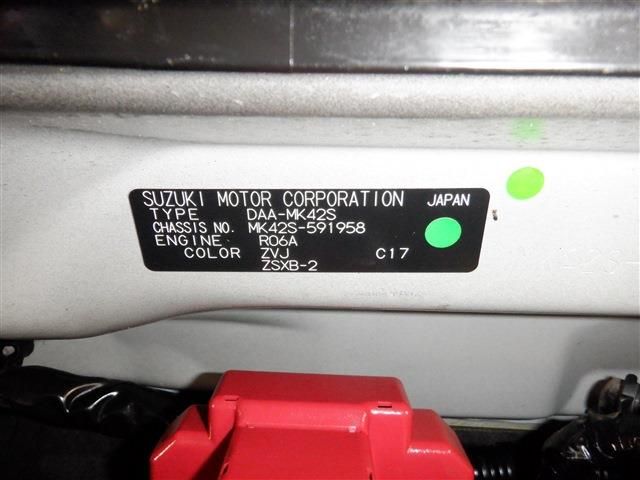 SUZUKI MOTOR CORPORATION JAPAN
TYPE DAA-MK42S
CHASSIS NO. MK42S-591958
ENGINE R06A
COLOR ZVJ C17
ZSXB-2